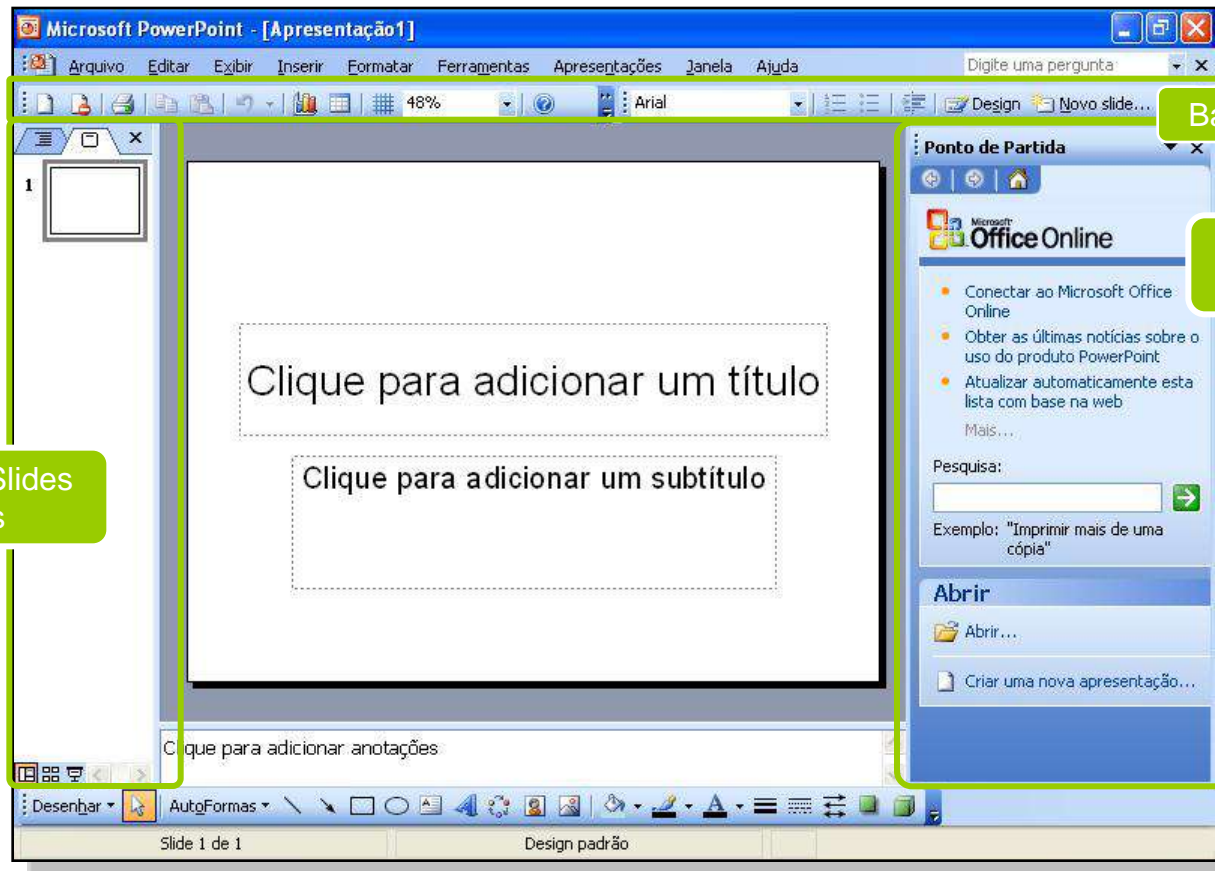 Microsoft PowerPoint - [Apresentação1]
Arquivo Editar Exibir Inserir Formatar Ferramentas Apresentações Janela Ajuda Digite uma pergunta
48% Arial Design Novo slide...
Ba
Ponto de Partida
1
Microsoft
Office Online
Conectar ao Microsoft Office
Online
Obter as últimas notícias sobre o
uso do produto PowerPoint
Atualizar automaticamente esta
lista com base na web
Mais...
Clique para adicionar um título
Clique para adicionar um subtítulo
Slides
s
Pesquisa:
Exemplo: "Imprimir mais de uma
cópia"
Abrir
Abrir...
Criar uma nova apresentação...
Clique para adicionar anotações
Desenhar AutoFormas
Slide 1 de 1 Design padrão